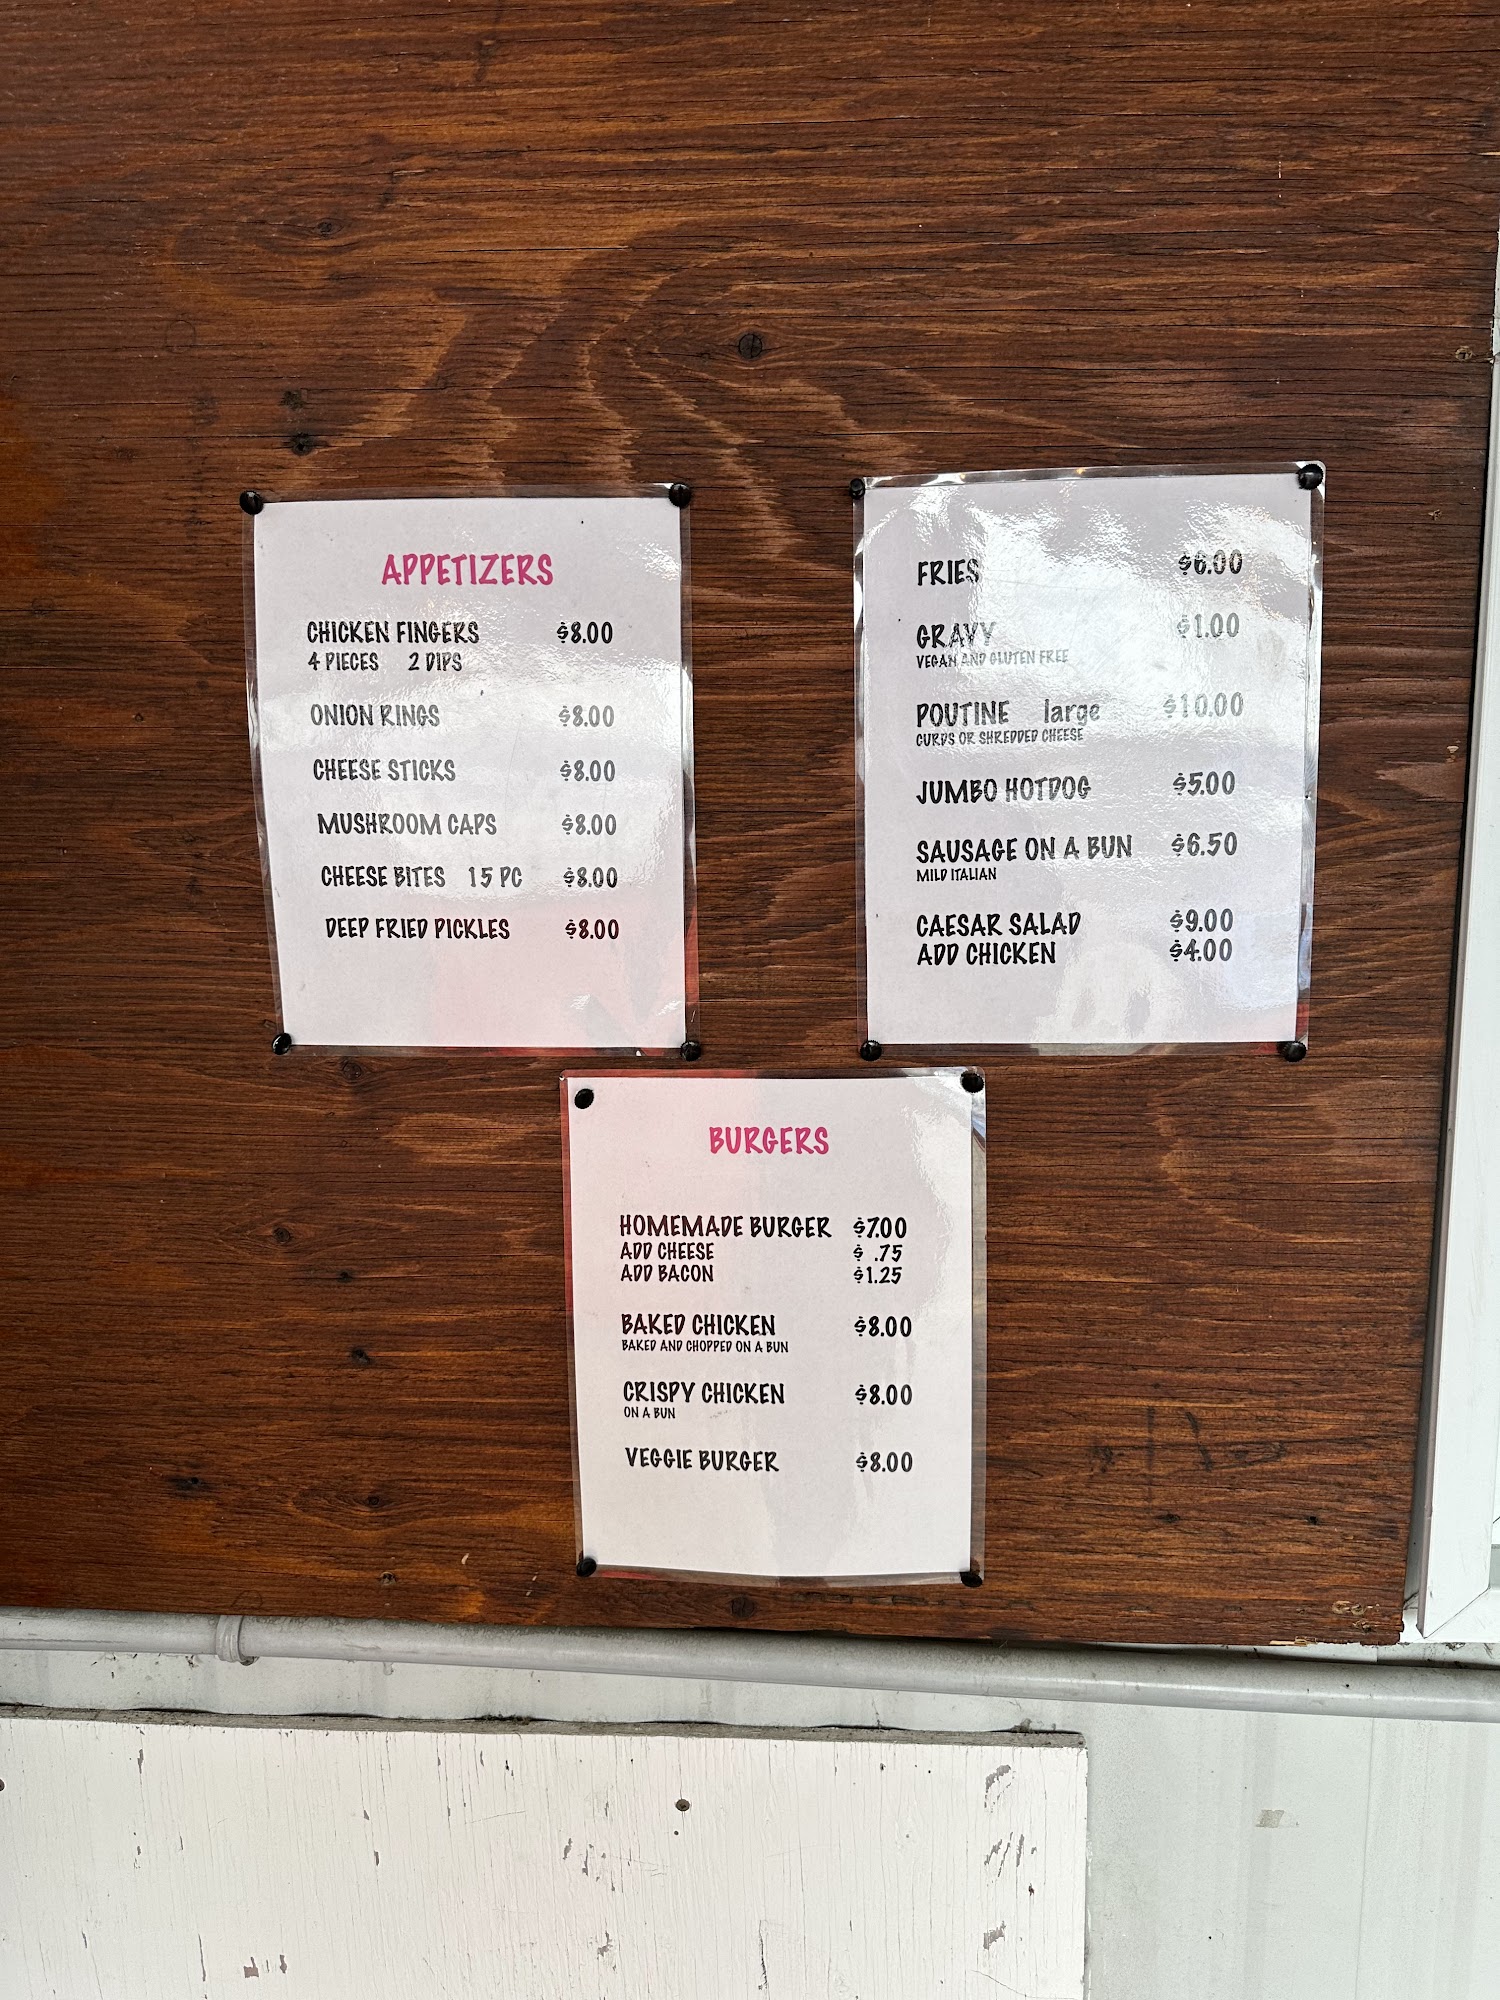 APPETIZERS
CHICKEN FINGERS $8.00
4 PIECES 2 DIPS
ONION RINGS $8.00
CHEESE STICKS $8.00
MUSHROOM CAPS $8.00
CHEESE BITES 15 PC $8.00
DEEP FRIED PICKLES $8.00
FRIES $6.00
GRAVY $1.00
VEGAN AND GLUTEN FREE
POUTINE large $10.00
CURDS OR SHREDDED CHEESE
JUMBO HOTDOG $5.00
SAUSAGE ON A BUN $6.50
MILD ITALIAN
CAESAR SALAD $9.00
ADD CHICKEN $4.00
BURGERS
HOMEMADE BURGER $7.00
ADD CHEESE $ .75
ADD BACON $1.25
BAKED CHICKEN $8.00
BAKED AND CHOPPED ON A BUN
CRISPY CHICKEN $8.00
ON A BUN
VEGGIE BURGER $8.00